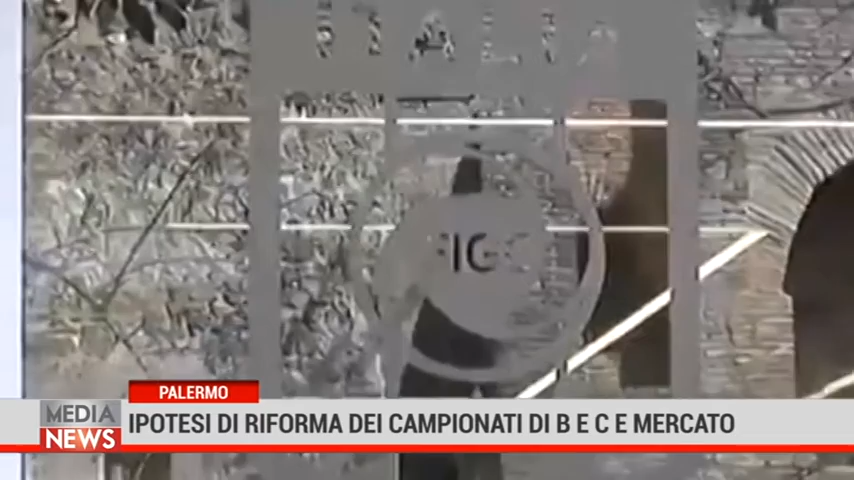 ITALIA
FIGC
PALERMO
MEDIA
NEWS
IPOTESI DI RIFORMA DEI CAMPIONATI DI B E C E MERCATO